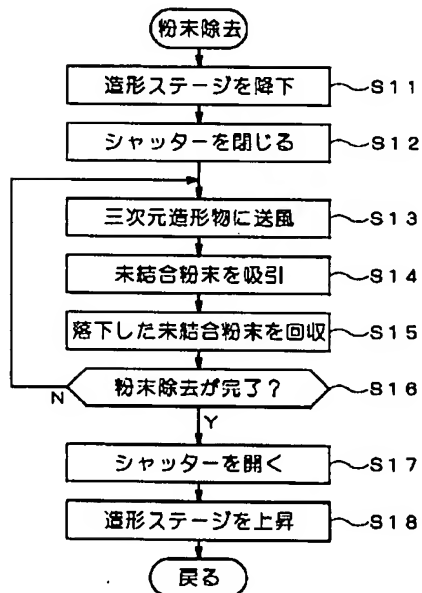 粉末除去
造形ステージを降下 S11
シャッターを閉じる S12
三次元造形物に送風 S13
未結合粉末を吸引 S14
落下した未結合粉末を回収 S15
粉末除去が完了? S16
N
Y
シャッターを開く S17
造形ステージを上昇 S18
戻る